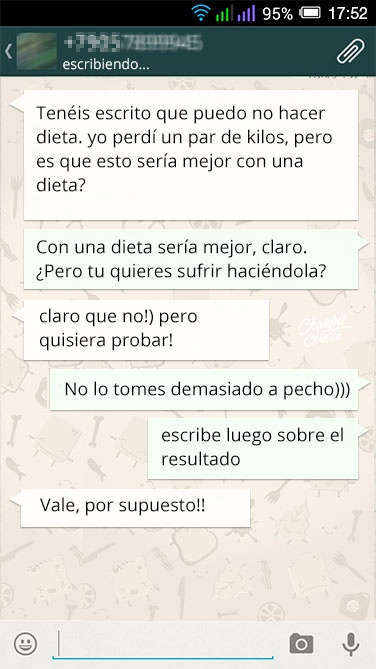 95% 17:52
escribiendo...
Tenéis escrito que puedo no hacer
dieta. yo perdí un par de kilos, pero
es que esto sería mejor con una
dieta?
Con una dieta sería mejor, claro.
¿Pero tu quieres sufrir haciéndola?
claro que no!) pero
quisiera probar!
No lo tomes demasiado a pecho)))
escribe luego sobre el
resultado
Vale, por supuesto!!